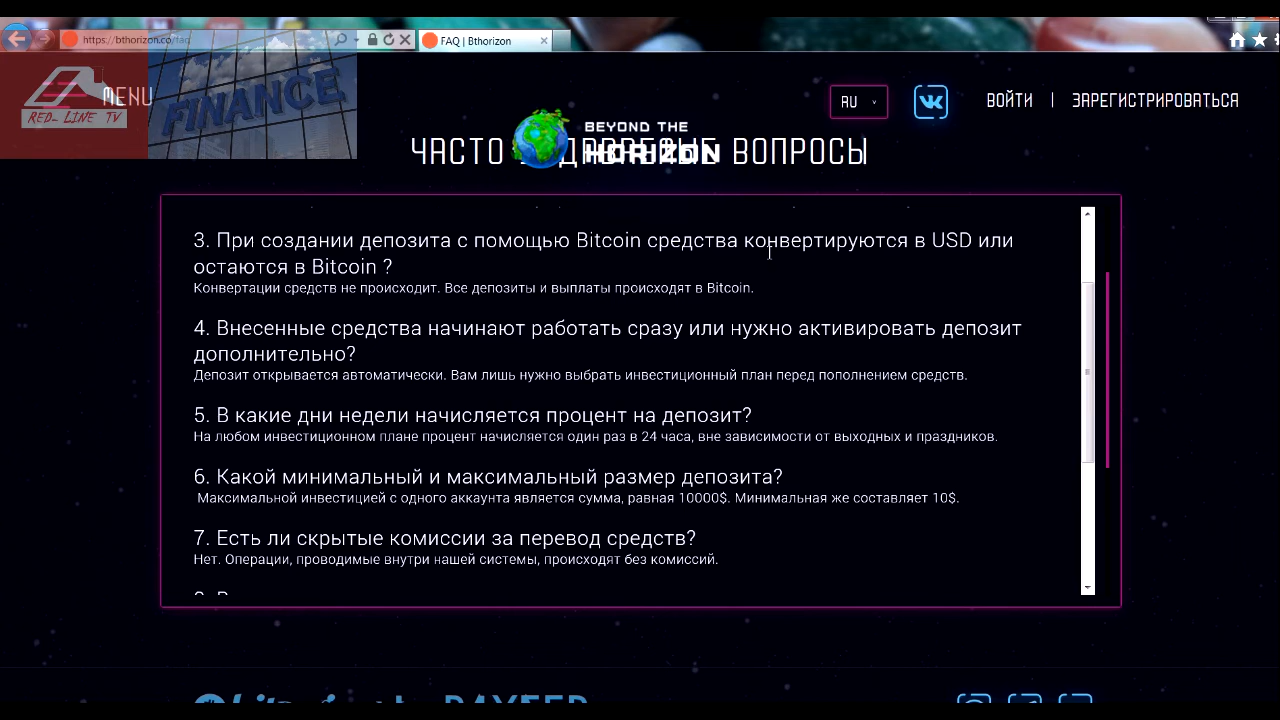 https://bthorizon.co/faq
FAQ | Bthorizon
RED-LINE TV
MENU
FINANCE
RU
ВОЙТИ | ЗАРЕГИСТРИРОВАТЬСЯ
BEYOND THE
HORIZON
ЧАСТО ВОПРОСЫ
3. При создании депозита с помощью Bitcoin средства конвертируются в USD или
остаются в Bitcoin ?
Конвертации средств не происходит. Все депозиты и выплаты происходят в Bitcoin.
4. Внесенные средства начинают работать сразу или нужно активировать депозит
дополнительно?
Депозит открывается автоматически. Вам лишь нужно выбрать инвестиционный план перед пополнением средств.
5. В какие дни недели начисляется процент на депозит?
На любом инвестиционном плане процент начисляется один раз в 24 часа, вне зависимости от выходных и праздников.
6. Какой минимальный и максимальный размер депозита?
Максимальной инвестицией с одного аккаунта является сумма, равная 10000$. Минимальная же составляет 10$.
7. Есть ли скрытые комиссии за перевод средств?
Нет. Операции, проводимые внутри нашей системы, происходят без комиссий.